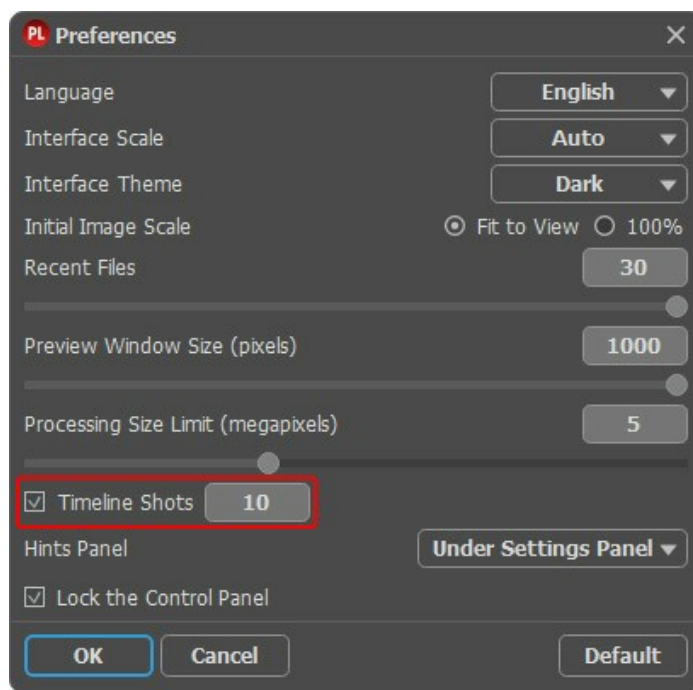 PL Preferences
Language English
Interface Scale Auto
Interface Theme Dark
Initial Image Scale Fit to View 100%
Recent Files 30
Preview Window Size (pixels) 1000
Processing Size Limit (megapixels) 5
Timeline Shots 10
Hints Panel Under Settings Panel
Lock the Control Panel
OK Cancel Default